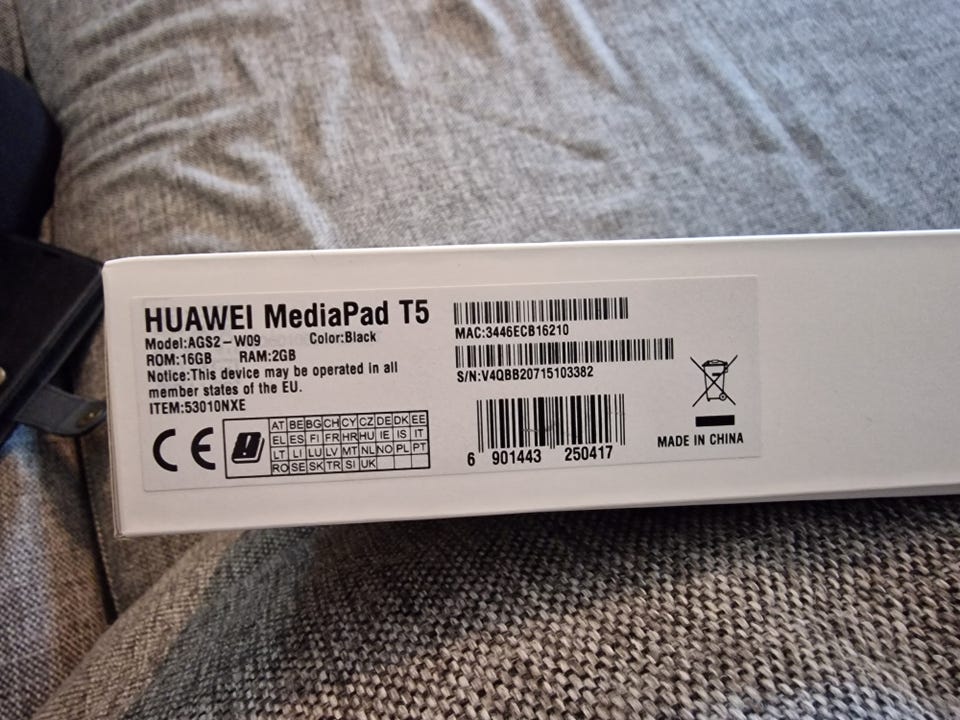 HUAWEI MediaPad T5
Model:AGS2-W09 Color:Black
ROM:16GB RAM:2GB
Notice:This device may be operated in all
member states of the EU.
ITEM:53010NXE
CE
AT BE BG CH CY CZ DE DK EE
EL ES FI FR HR HU IE IS IT
LT LI LU LV MT NL NO PL PT
RO SE SK TR SI UK
MAC:3446ECB16210
S/N:V4QBB20715103382
6 901443 250417
MADE IN CHINA